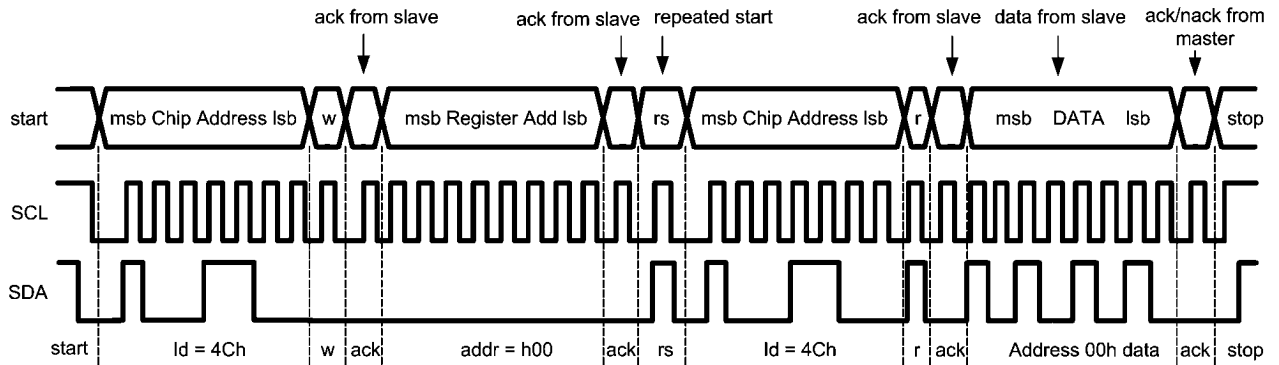 ack from slave
ack from slave
repeated start
ack from slave
data from slave
ack/nack from
master
start
msb Chip Address lsb
w
msb Register Add lsb
rs
msb Chip Address lsb
r
msb DATA lsb
stop
SCL
SDA
start
Id = 4Ch
w
ack
addr = h00
ack
rs
Id = 4Ch
r
ack
Address 00h data
ack
stop